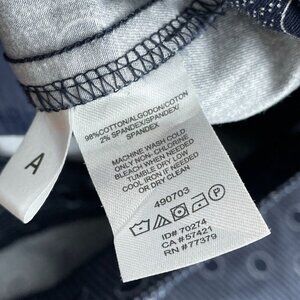 A
98%COTTON/ALGODON/COTON
2% SPANDEX/SPANDEX/
SPANDEX
MACHINE WASH COLD
ONLY NON-CHLORINE
BLEACH WHEN NEEDED
TUMBLE DRY LOW
COOL IRON IF NEEDED
OR DRY CLEAN
490703
ID# 70274
CA # 57421
RN # 77379